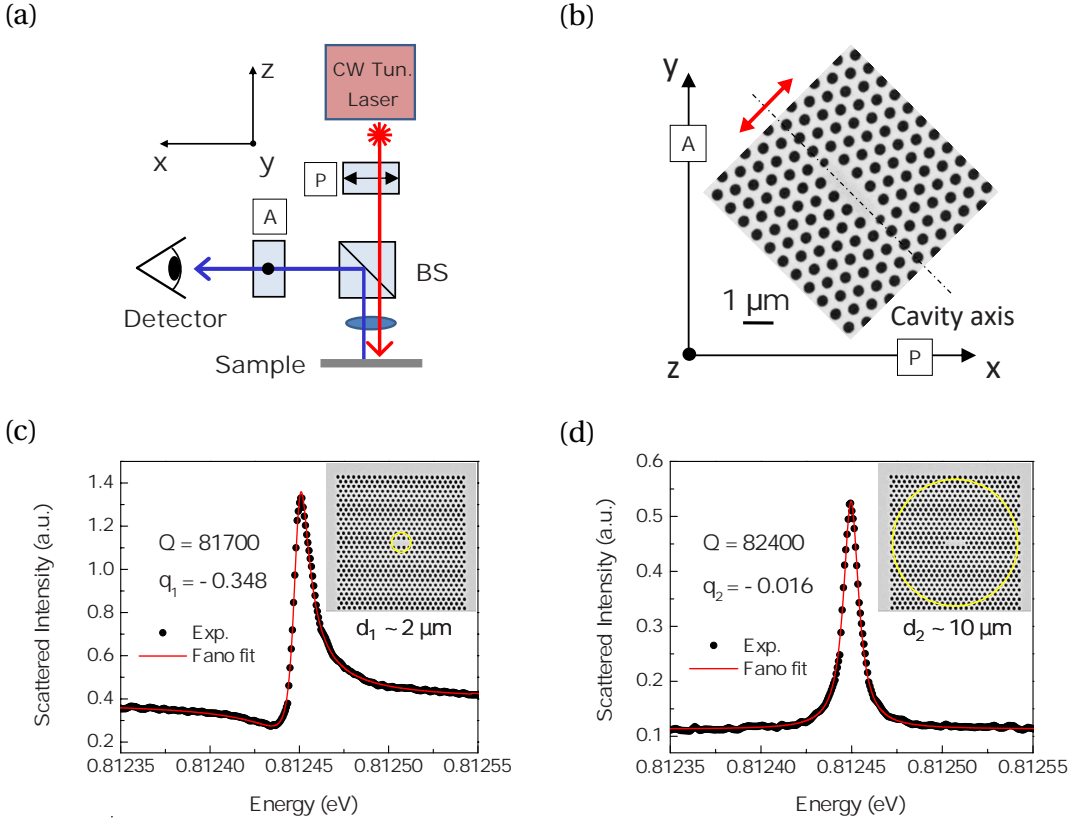 (a)
CW Tun.
Laser
z
x
y
P
A
BS
Detector
Sample
(b)
y
A
1 μm
Cavity axis
z
P
x
(c)
Scattered Intensity (a.u.)
1.4
1.2
1.0
0.8
0.6
0.4
0.2
Q = 81700
q1 = - 0.348
Exp.
Fano fit
d1 ~ 2 μm
0.81235 0.81240 0.81245 0.81250 0.81255
Energy (eV)
(d)
Scattered Intensity (a.u.)
0.6
0.5
0.4
0.3
0.2
0.1
Q = 82400
q2 = - 0.016
Exp.
Fano fit
d2 ~ 10 μm
0.81235 0.81240 0.81245 0.81250 0.81255
Energy (eV)